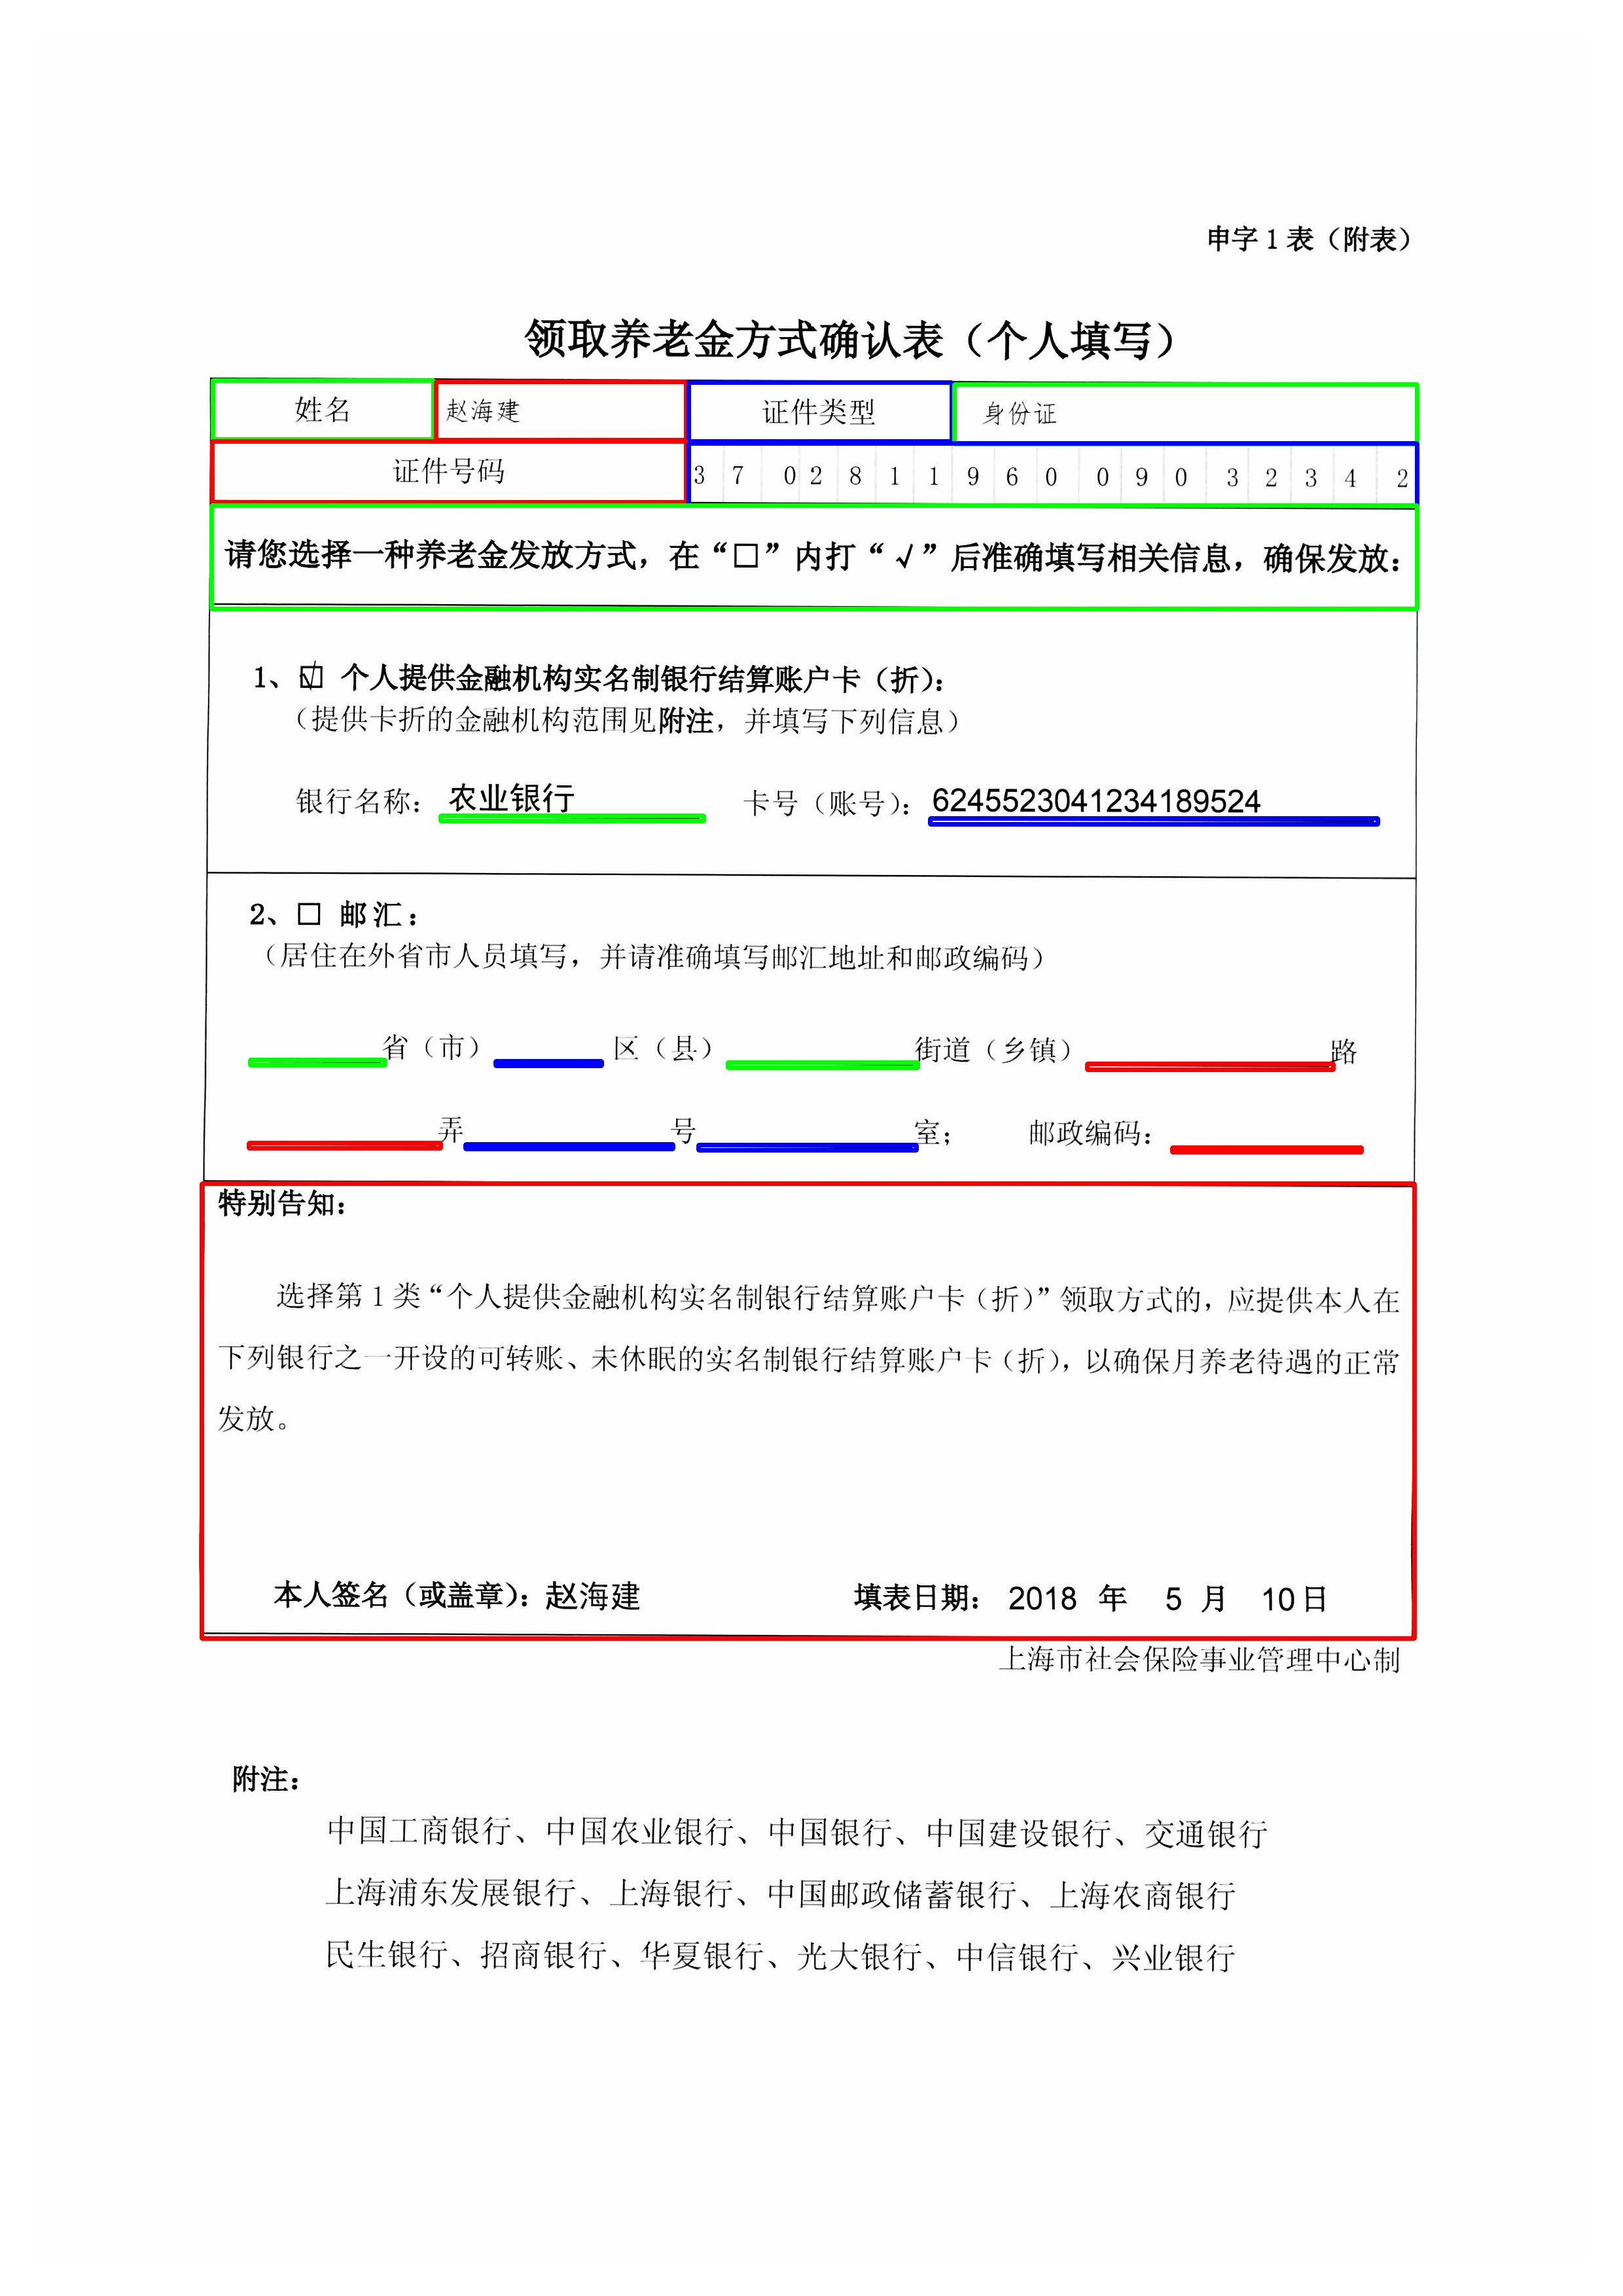 申字1表（附表）
领取养老金方式确认表（个人填写）
姓名 赵海建 证件类型 身份证
证件号码 3 7 0 2 8 1 1 9 6 0 0 9 0 3 2 3 4 2
请您选择一种养老金发放方式，在“□”内打“√”后准确填写相关信息，确保发放：
1、☑ 个人提供金融机构实名制银行结算账户卡（折）：
（提供卡折的金融机构范围见附注，并填写下列信息）
银行名称： 农业银行 卡号（账号）： 6245523041234189524
2、□ 邮汇：
（居住在外省市人员填写，并请准确填写邮汇地址和邮政编码）
省（市） 区（县） 街道（乡镇） 路
弄 号 室； 邮政编码：
特别告知：
选择第1类“个人提供金融机构实名制银行结算账户卡（折）”领取方式的，应提供本人在
下列银行之一开设的可转账、未休眠的实名制银行结算账户卡（折），以确保月养老待遇的正常
发放。
本人签名（或盖章）：赵海建 填表日期： 2018 年 5 月 10日
上海市社会保险事业管理中心制
附注：
中国工商银行、中国农业银行、中国银行、中国建设银行、交通银行
上海浦东发展银行、上海银行、中国邮政储蓄银行、上海农商银行
民生银行、招商银行、华夏银行、光大银行、中信银行、兴业银行